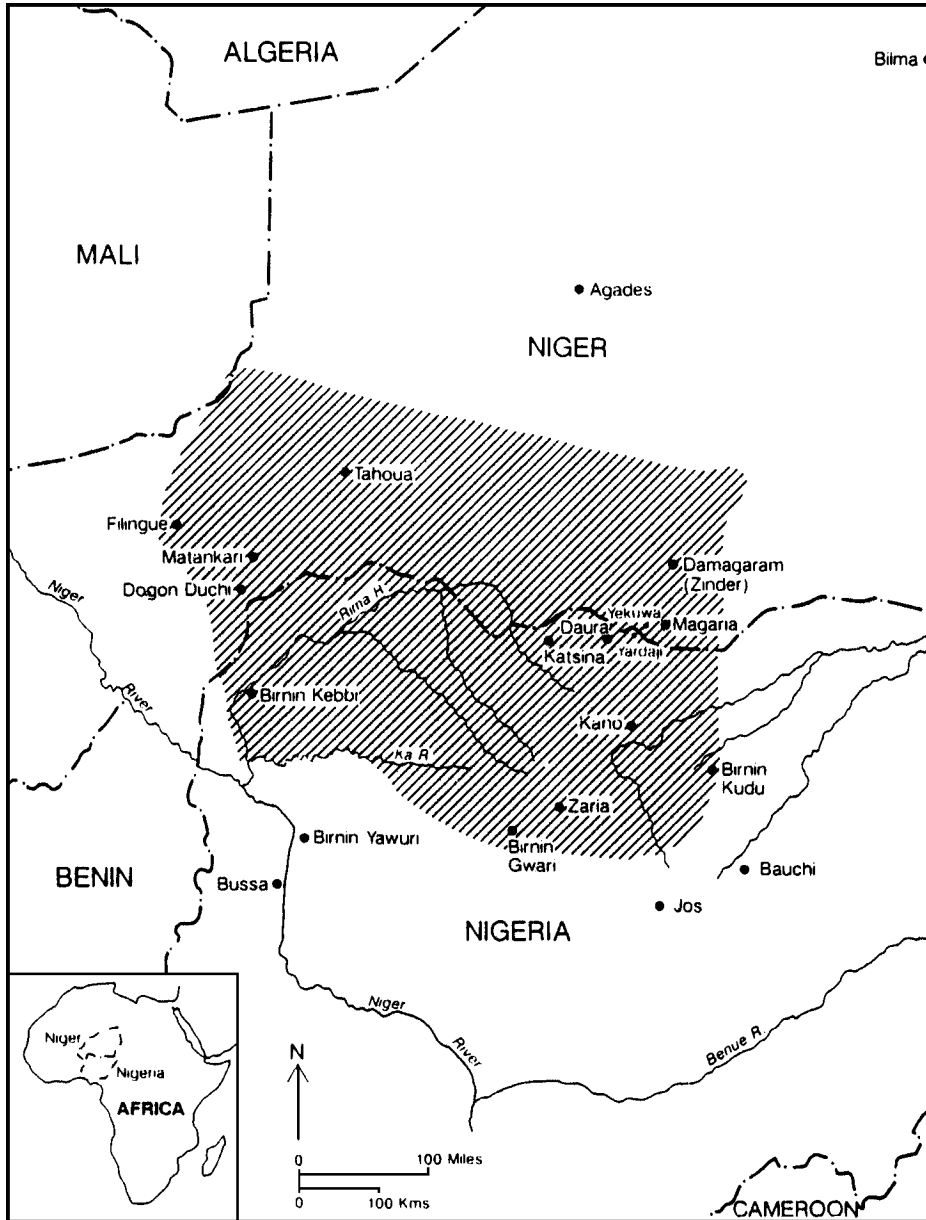 ALGERIA
Bilma
MALI
Agades
NIGER
Tahoua
Filingue
Matankari
Damagaram
(Zinder)
Dogon Duchi
Niger
River
Rima R.
Yekuwa
Magaria
Daura
Katsina
Yardaji
Birnin Kebbi
Kano
Ka R.
Birnin
Kudu
Zaria
Birnin Yawuri
Birnin
Gwari
BENIN
Bussa
Bauchi
Jos
NIGERIA
Niger
River
Benue R.
Niger
Nigeria
AFRICA
N
0 100 Miles
0 100 Kms
CAMEROON